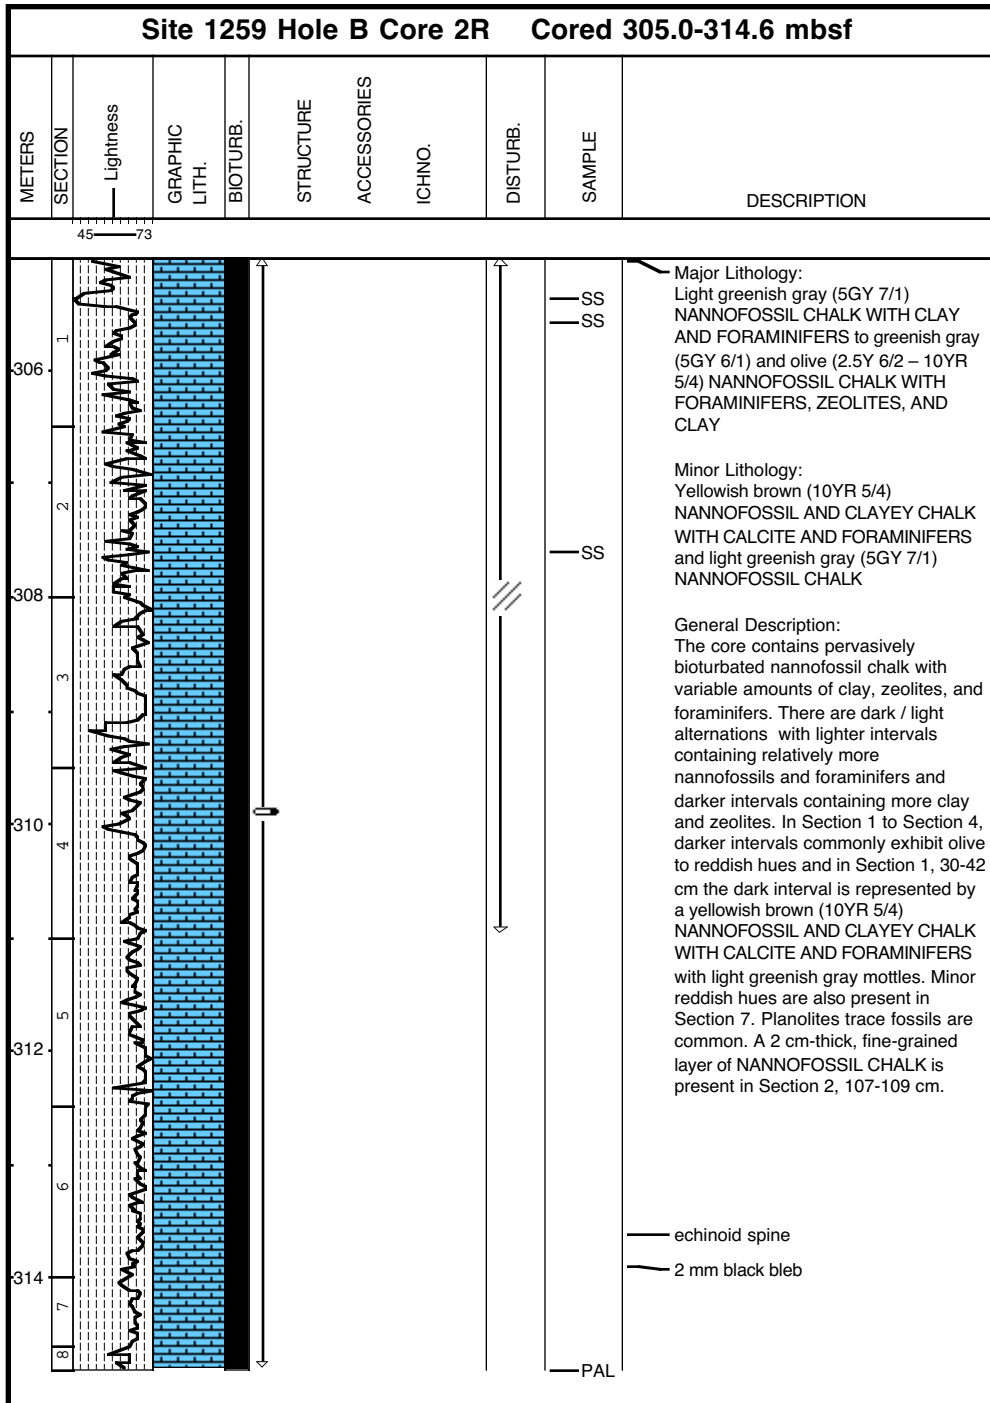 Site 1259 Hole B Core 2R Cored 305.0-314.6 mbsf
METERS
SECTION
Lightness
GRAPHIC
LITH.
BIOTURB.
STRUCTURE
ACCESSORIES
ICHNO.
DISTURB.
SAMPLE
DESCRIPTION
45 73
306
308
310
312
314
1
2
3
4
5
6
7
8
SS
SS
SS
PAL
Major Lithology:
Light greenish gray (5GY 7/1)
NANNOFOSSIL CHALK WITH CLAY
AND FORAMINIFERS to greenish gray
(5GY 6/1) and olive (2.5Y 6/2 – 10YR
5/4) NANNOFOSSIL CHALK WITH
FORAMINIFERS, ZEOLITES, AND
CLAY
Minor Lithology:
Yellowish brown (10YR 5/4)
NANNOFOSSIL AND CLAYEY CHALK
WITH CALCITE AND FORAMINIFERS
and light greenish gray (5GY 7/1)
NANNOFOSSIL CHALK
General Description:
The core contains pervasively
bioturbated nannofossil chalk with
variable amounts of clay, zeolites, and
foraminifers. There are dark / light
alternations with lighter intervals
containing relatively more
nannofossils and foraminifers and
darker intervals containing more clay
and zeolites. In Section 1 to Section 4,
darker intervals commonly exhibit olive
to reddish hues and in Section 1, 30-42
cm the dark interval is represented by
a yellowish brown (10YR 5/4)
NANNOFOSSIL AND CLAYEY CHALK
WITH CALCITE AND FORAMINIFERS
with light greenish gray mottles. Minor
reddish hues are also present in
Section 7. Planolites trace fossils are
common. A 2 cm-thick, fine-grained
layer of NANNOFOSSIL CHALK is
present in Section 2, 107-109 cm.
echinoid spine
2 mm black bleb